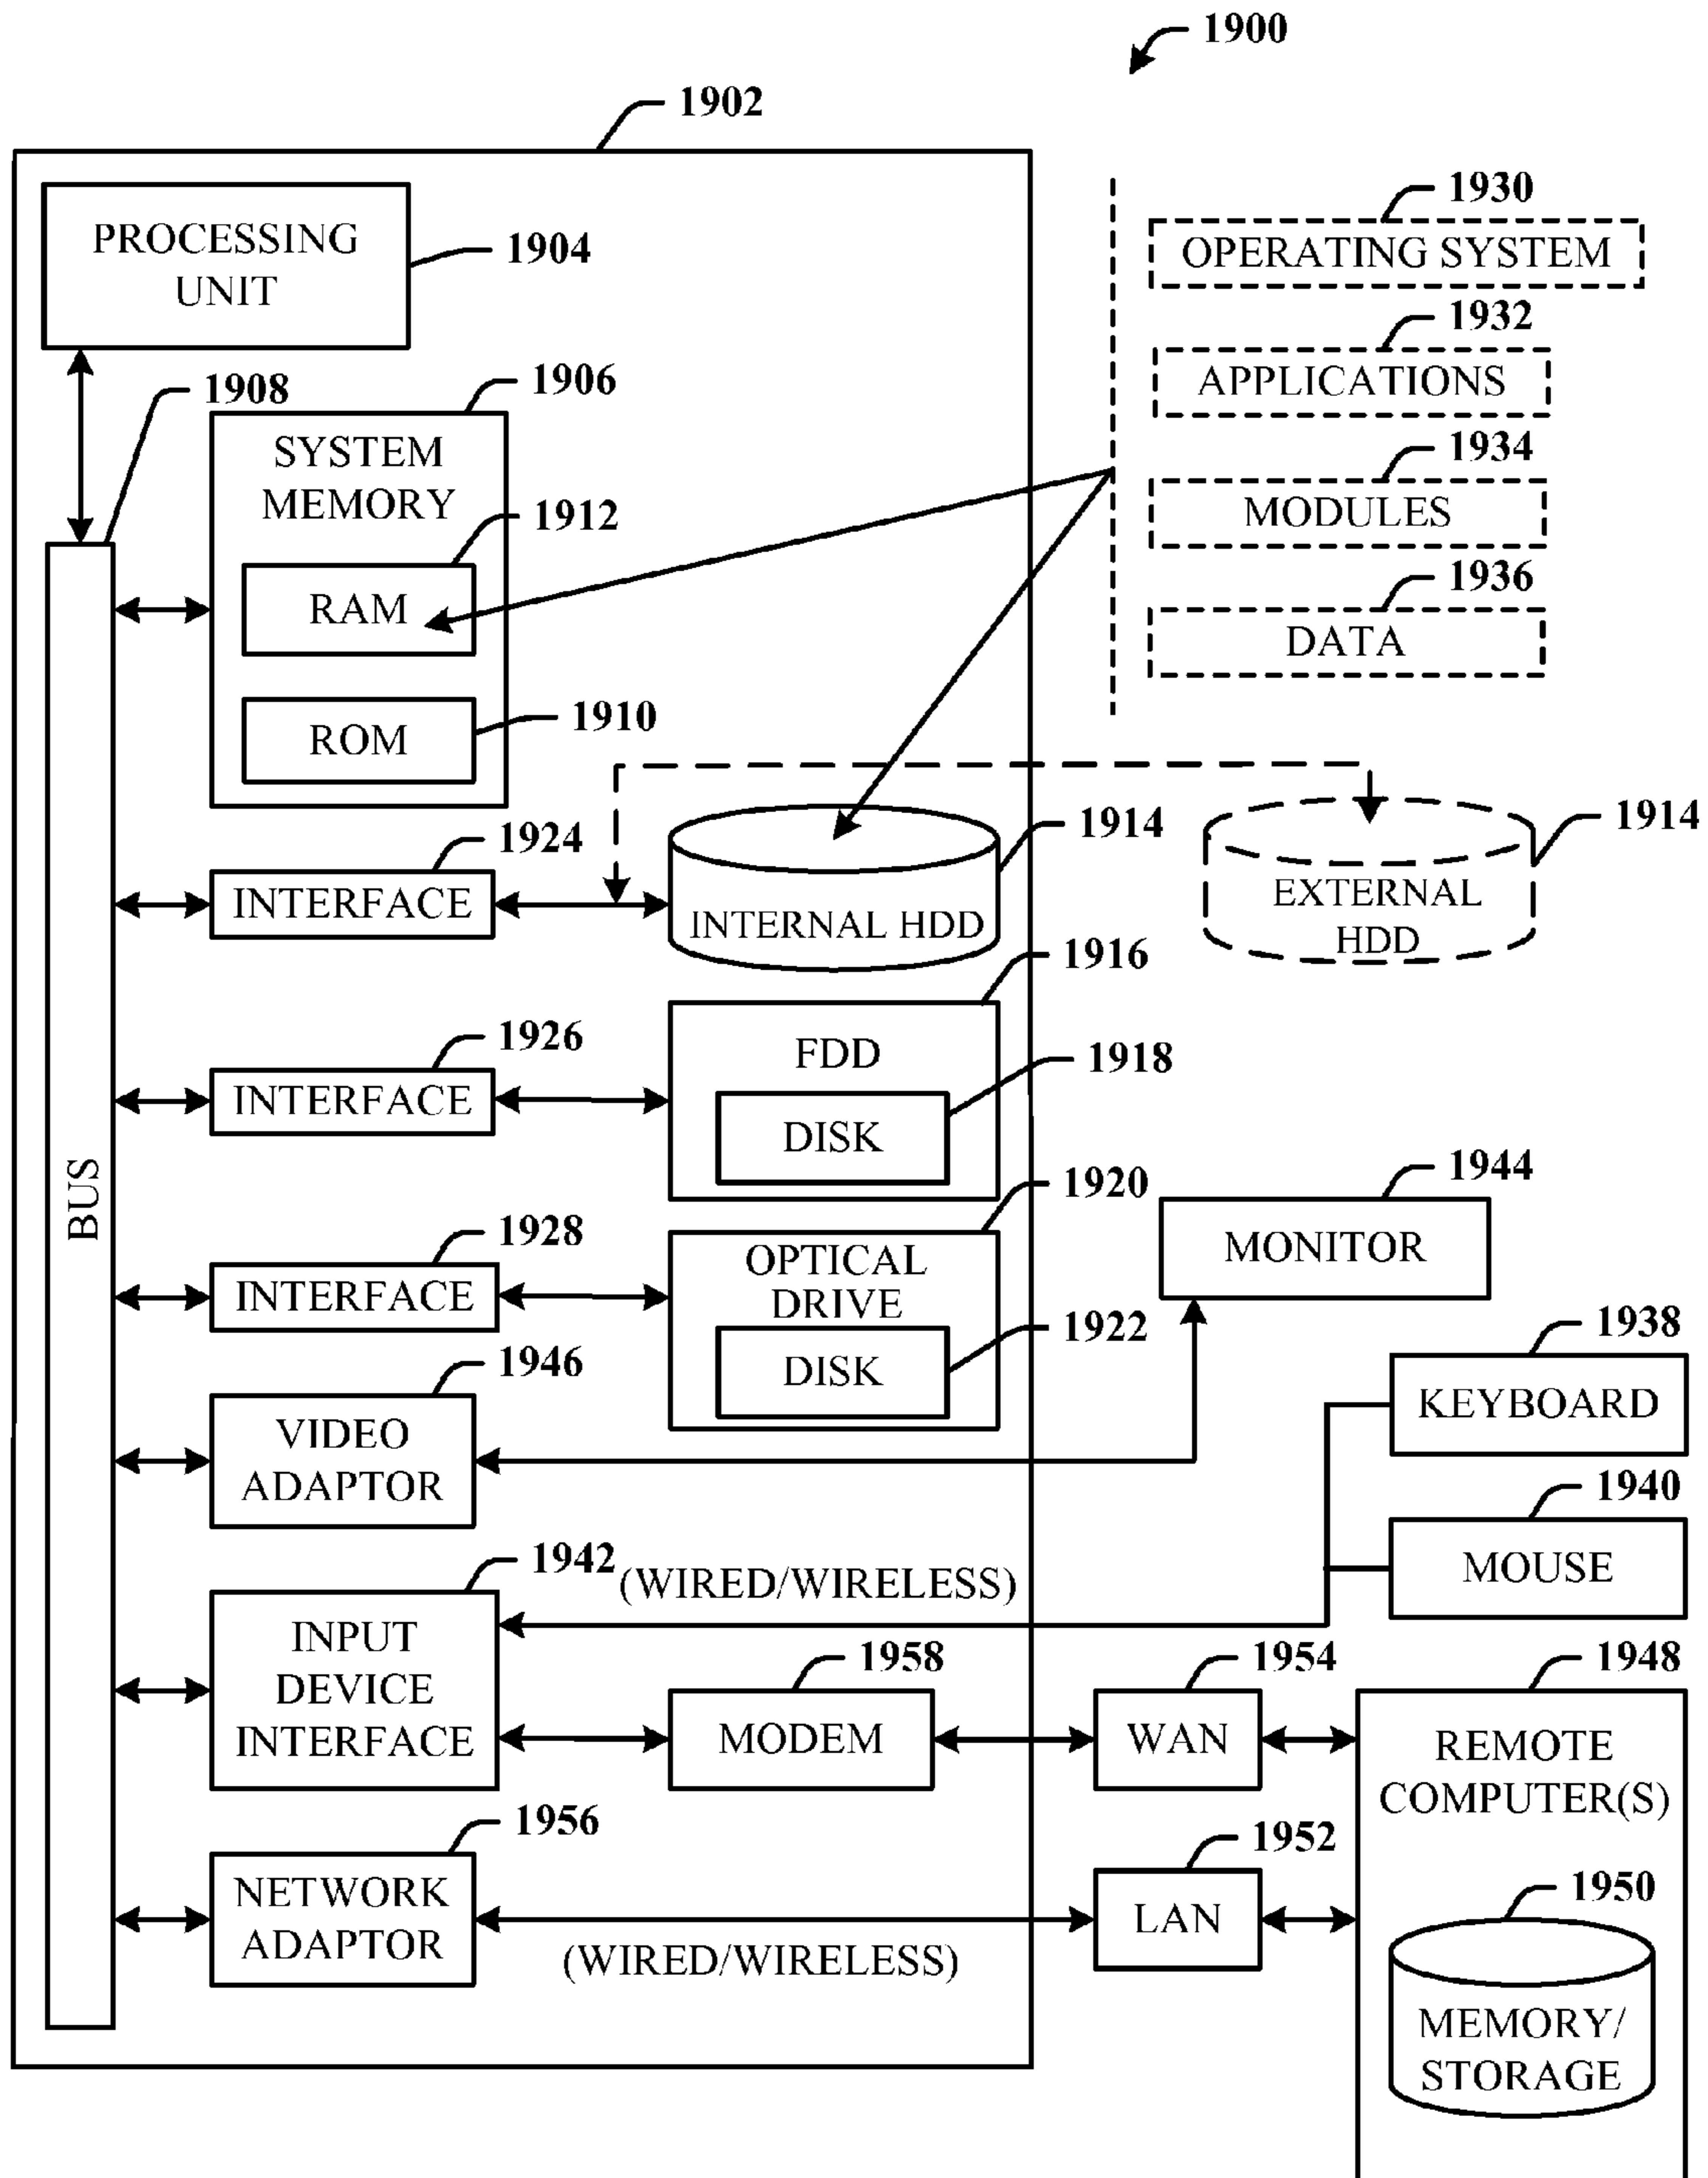 1900
1902
PROCESSING
UNIT
1904
1930
OPERATING SYSTEM
1932
APPLICATIONS
1934
MODULES
1936
DATA
1908
1906
SYSTEM
MEMORY
1912
RAM
1910
ROM
1924
INTERFACE
1914
INTERNAL HDD
1914
EXTERNAL
HDD
1926
INTERFACE
1916
FDD
1918
DISK
BUS
1928
INTERFACE
1920
OPTICAL
DRIVE
1922
DISK
1944
MONITOR
1946
VIDEO
ADAPTOR
1938
KEYBOARD
1940
MOUSE
1942
(WIRED/WIRELESS)
INPUT
DEVICE
INTERFACE
1958
MODEM
1954
WAN
1948
REMOTE
COMPUTER(S)
1956
NETWORK
ADAPTOR
(WIRED/WIRELESS)
1952
LAN
1950
MEMORY/
STORAGE